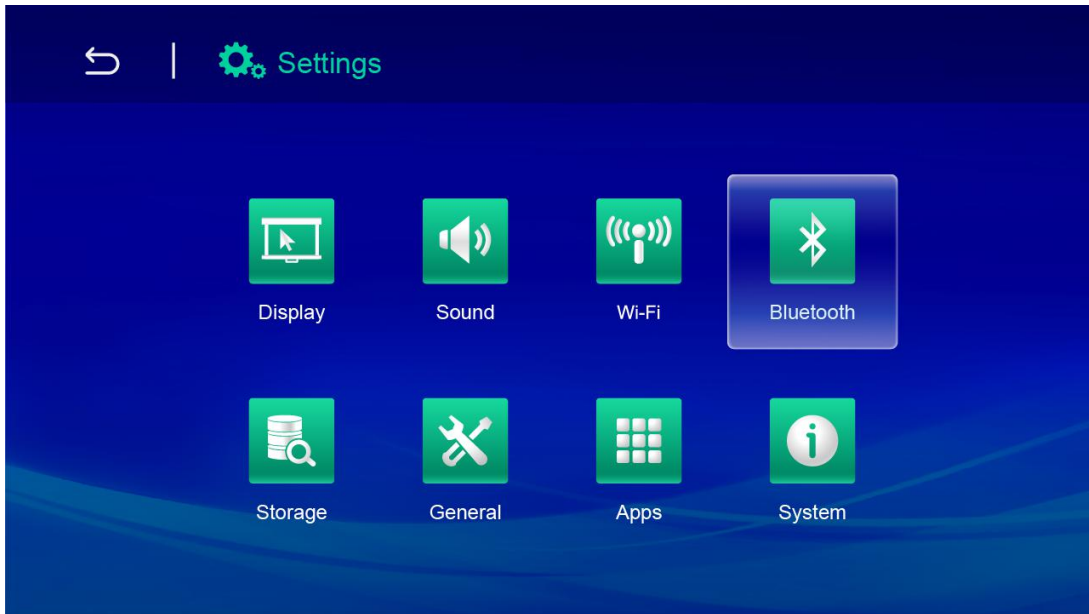 Settings
Display Sound Wi-Fi Bluetooth
Storage General Apps System